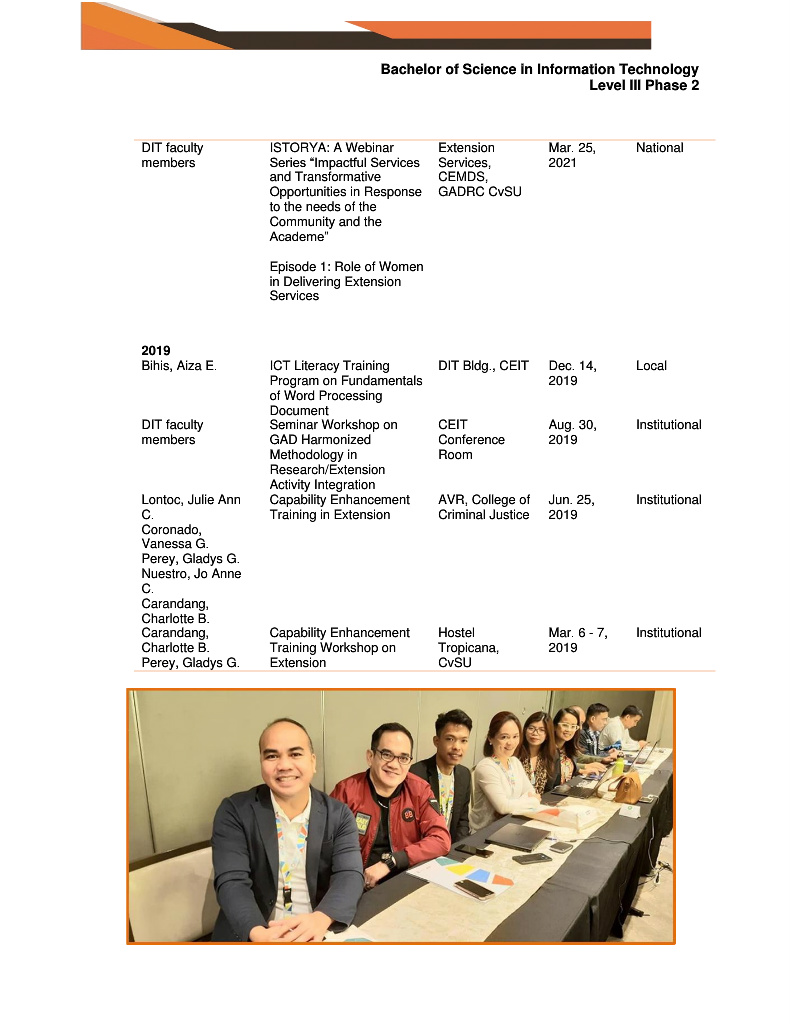 Bachelor of Science in Information Technology
Level III Phase 2
DIT faculty members
ISTORYA: A Webinar Series “Impactful Services and Transformative Opportunities in Response to the needs of the Community and the Academe”
Episode 1: Role of Women in Delivering Extension Services
Extension Services, CEMDS, GADRC CvSU
Mar. 25, 2021
National
2019
Bihis, Aiza E.
ICT Literacy Training Program on Fundamentals of Word Processing Document
DIT Bldg., CEIT
Dec. 14, 2019
Local
DIT faculty members
Seminar Workshop on GAD Harmonized Methodology in Research/Extension Activity Integration
CEIT Conference Room
Aug. 30, 2019
Institutional
Lontoc, Julie Ann C.
Coronado, Vanessa G.
Perey, Gladys G.
Nuestro, Jo Anne C.
Carandang, Charlotte B.
Capability Enhancement Training in Extension
AVR, College of Criminal Justice
Jun. 25, 2019
Institutional
Carandang, Charlotte B.
Perey, Gladys G.
Capability Enhancement Training Workshop on Extension
Hostel Tropicana, CvSU
Mar. 6 - 7, 2019
Institutional